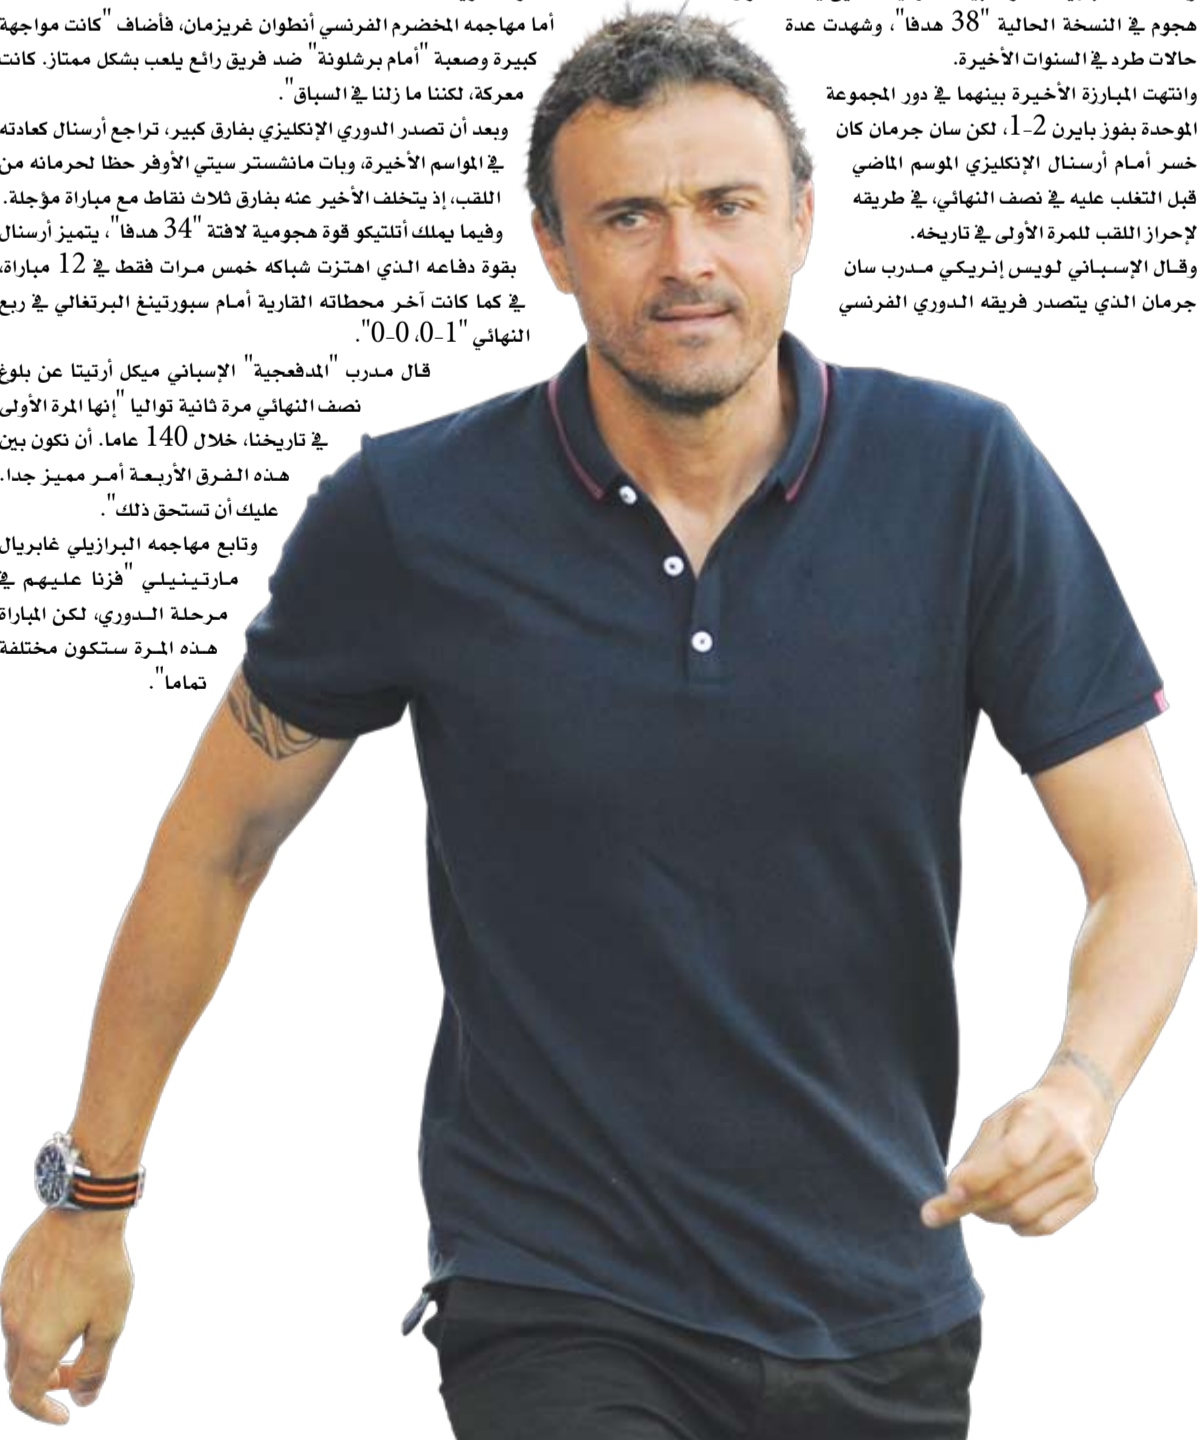 هجوم في النسخة الحالية "38 هدفا"، وشهدت عدة
حالات طرد في السنوات الأخيرة.
وانتهت المبارزة الأخيرة بينهما في دور المجموعة
الموحدة بفوز بايرن 2-1، لكن سان جرمان كان
خسر أمام أرسنال الإنكليزي الموسم الماضي
قبل التغلب عليه في نصف النهائي، في طريقه
لإحراز اللقب للمرة الأولى في تاريخه.
وقال الإسباني لويس إنريكي مدرب سان
جرمان الذي يتصدر فريقه الدوري الفرنسي
أما مهاجمه المخضرم الفرنسي أنطوان غريزمان، فأضاف "كانت مواجهة
كبيرة وصعبة "أمام برشلونة" ضد فريق رائع يلعب بشكل ممتاز. كانت
معركة، لكننا ما زلنا في السباق".
وبعد أن تصدر الدوري الإنكليزي بفارق كبير، تراجع أرسنال كعادته
في المواسم الأخيرة، وبات مانشستر سيتي الأوفر حظا لحرمانه من
اللقب، إذ يتخلف الأخير عنه بفارق ثلاث نقاط مع مباراة مؤجلة.
وفيما يملك أتلتيكو قوة هجومية لافتة "34 هدفا"، يتميز أرسنال
بقوة دفاعه الذي اهتزت شباكه خمس مرات فقط في 12 مباراة،
في كما كانت آخر محطاته القارية أمام سبورتينغ البرتغالي في ربع
النهائي "1-0، 0-0".
قال مدرب "المدفعجية" الإسباني ميكل أرتيتا عن بلوغ
نصف النهائي مرة ثانية تواليا "إنها المرة الأولى
في تاريخنا، خلال 140 عاما. أن نكون بين
هذه الفرق الأربعة أمر مميز جدا.
عليك أن تستحق ذلك".
وتابع مهاجمه البرازيلي غابريال
مارتينيلي "فزنا عليهم في
مرحلة الدوري، لكن المباراة
هذه المرة ستكون مختلفة
تماما".